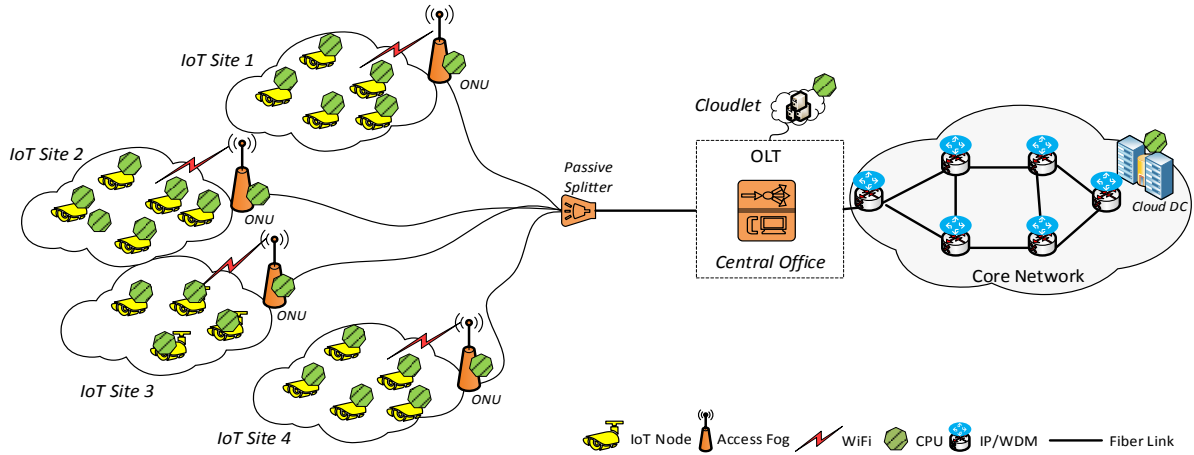 IoT Site 1
ONU
IoT Site 2
ONU
IoT Site 3
ONU
IoT Site 4
ONU
Passive
Splitter
Cloudlet
OLT
Central Office
Cloud DC
Core Network
IoT Node
Access Fog
WiFi
CPU
IP/WDM
Fiber Link